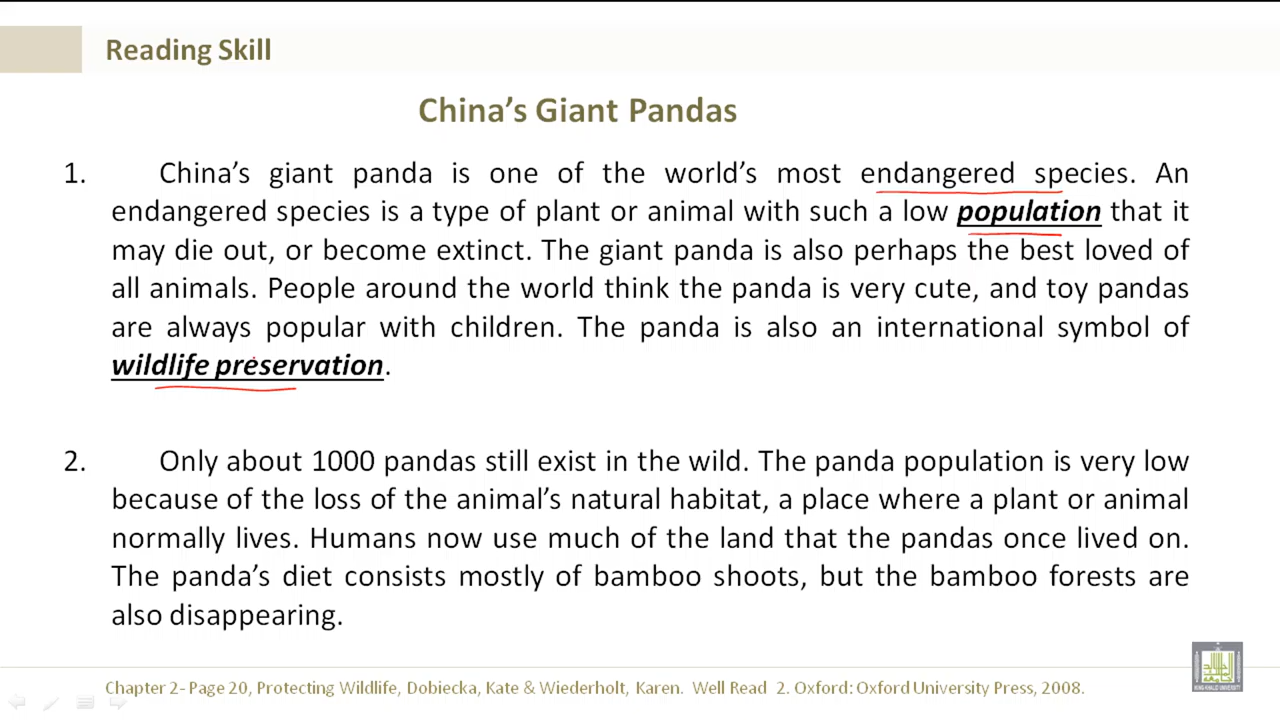 Reading Skill
China's Giant Pandas
1. China's giant panda is one of the world's most endangered species. An
endangered species is a type of plant or animal with such a low population that it
may die out, or become extinct. The giant panda is also perhaps the best loved of
all animals. People around the world think the panda is very cute, and toy pandas
are always popular with children. The panda is also an international symbol of
wildlife preservation.
2. Only about 1000 pandas still exist in the wild. The panda population is very low
because of the loss of the animal's natural habitat, a place where a plant or animal
normally lives. Humans now use much of the land that the pandas once lived on.
The panda's diet consists mostly of bamboo shoots, but the bamboo forests are
also disappearing.
Chapter 2- Page 20, Protecting Wildlife, Dobiecka, Kate & Wiederholt, Karen. Well Read 2. Oxford: Oxford University Press, 2008.
KING KHALID UNIVERSITY